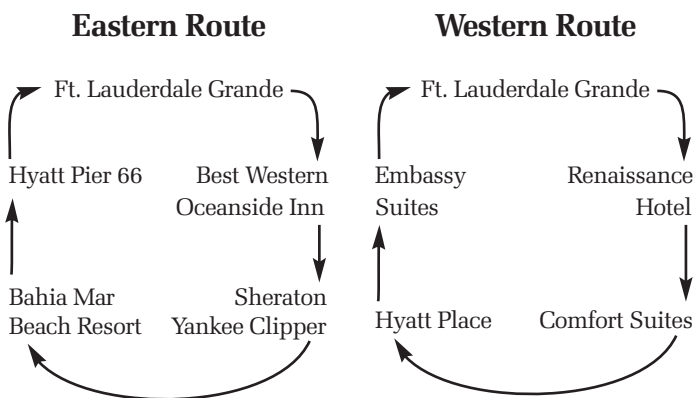 Eastern Route
Ft. Lauderdale Grande
Hyatt Pier 66
Best Western
Oceanside Inn
Bahia Mar
Beach Resort
Sheraton
Yankee Clipper
Western Route
Ft. Lauderdale Grande
Embassy
Suites
Renaissance
Hotel
Hyatt Place
Comfort Suites